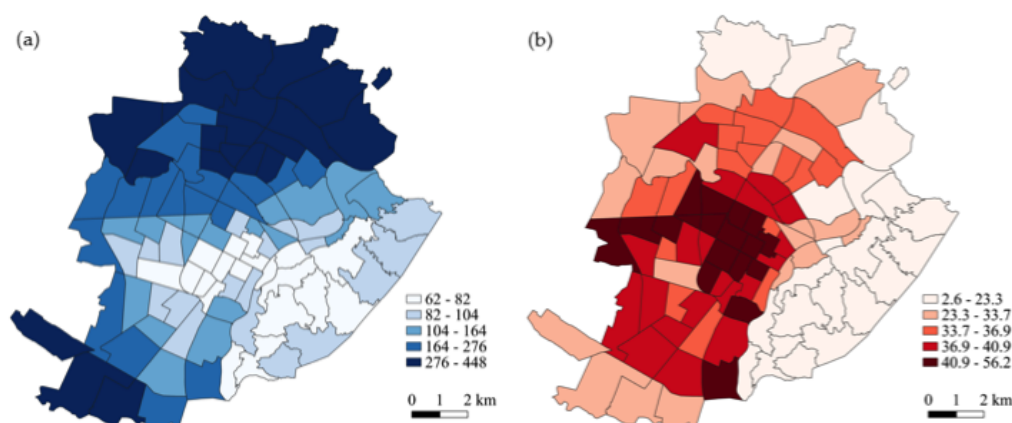 (a)
62 - 82
82 - 104
104 - 164
164 - 276
276 - 448
0 1 2 km
(b)
2.6 - 23.3
23.3 - 33.7
33.7 - 36.9
36.9 - 40.9
40.9 - 56.2
0 1 2 km